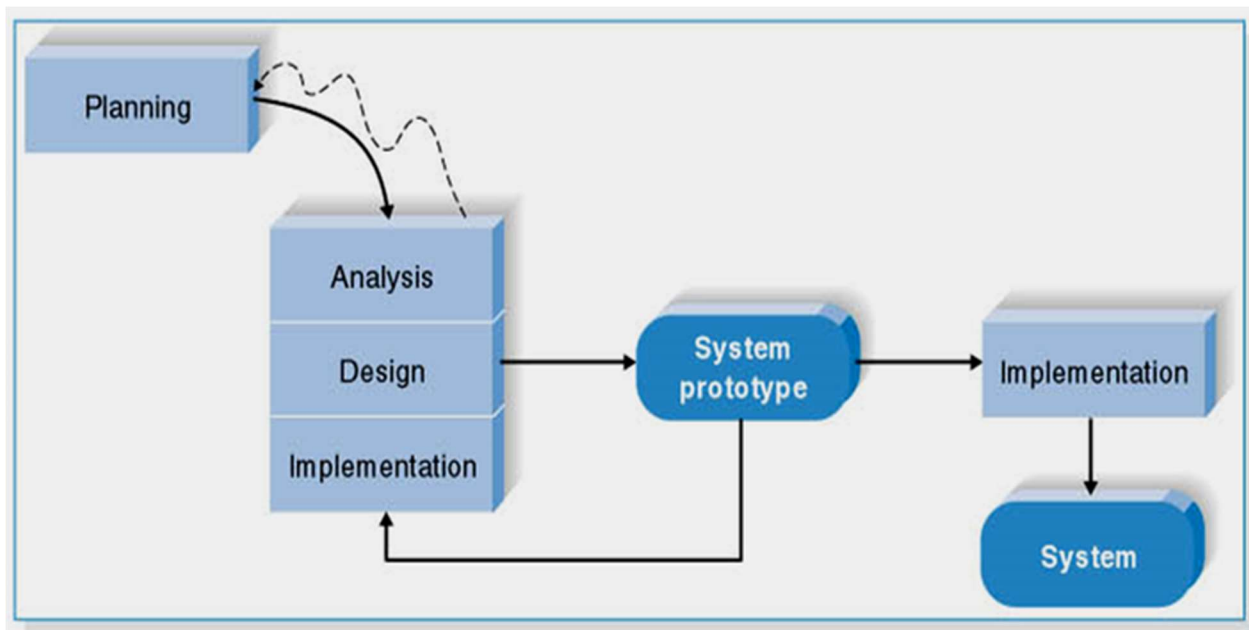 Planning
Analysis
Design
Implementation
System
prototype
Implementation
System